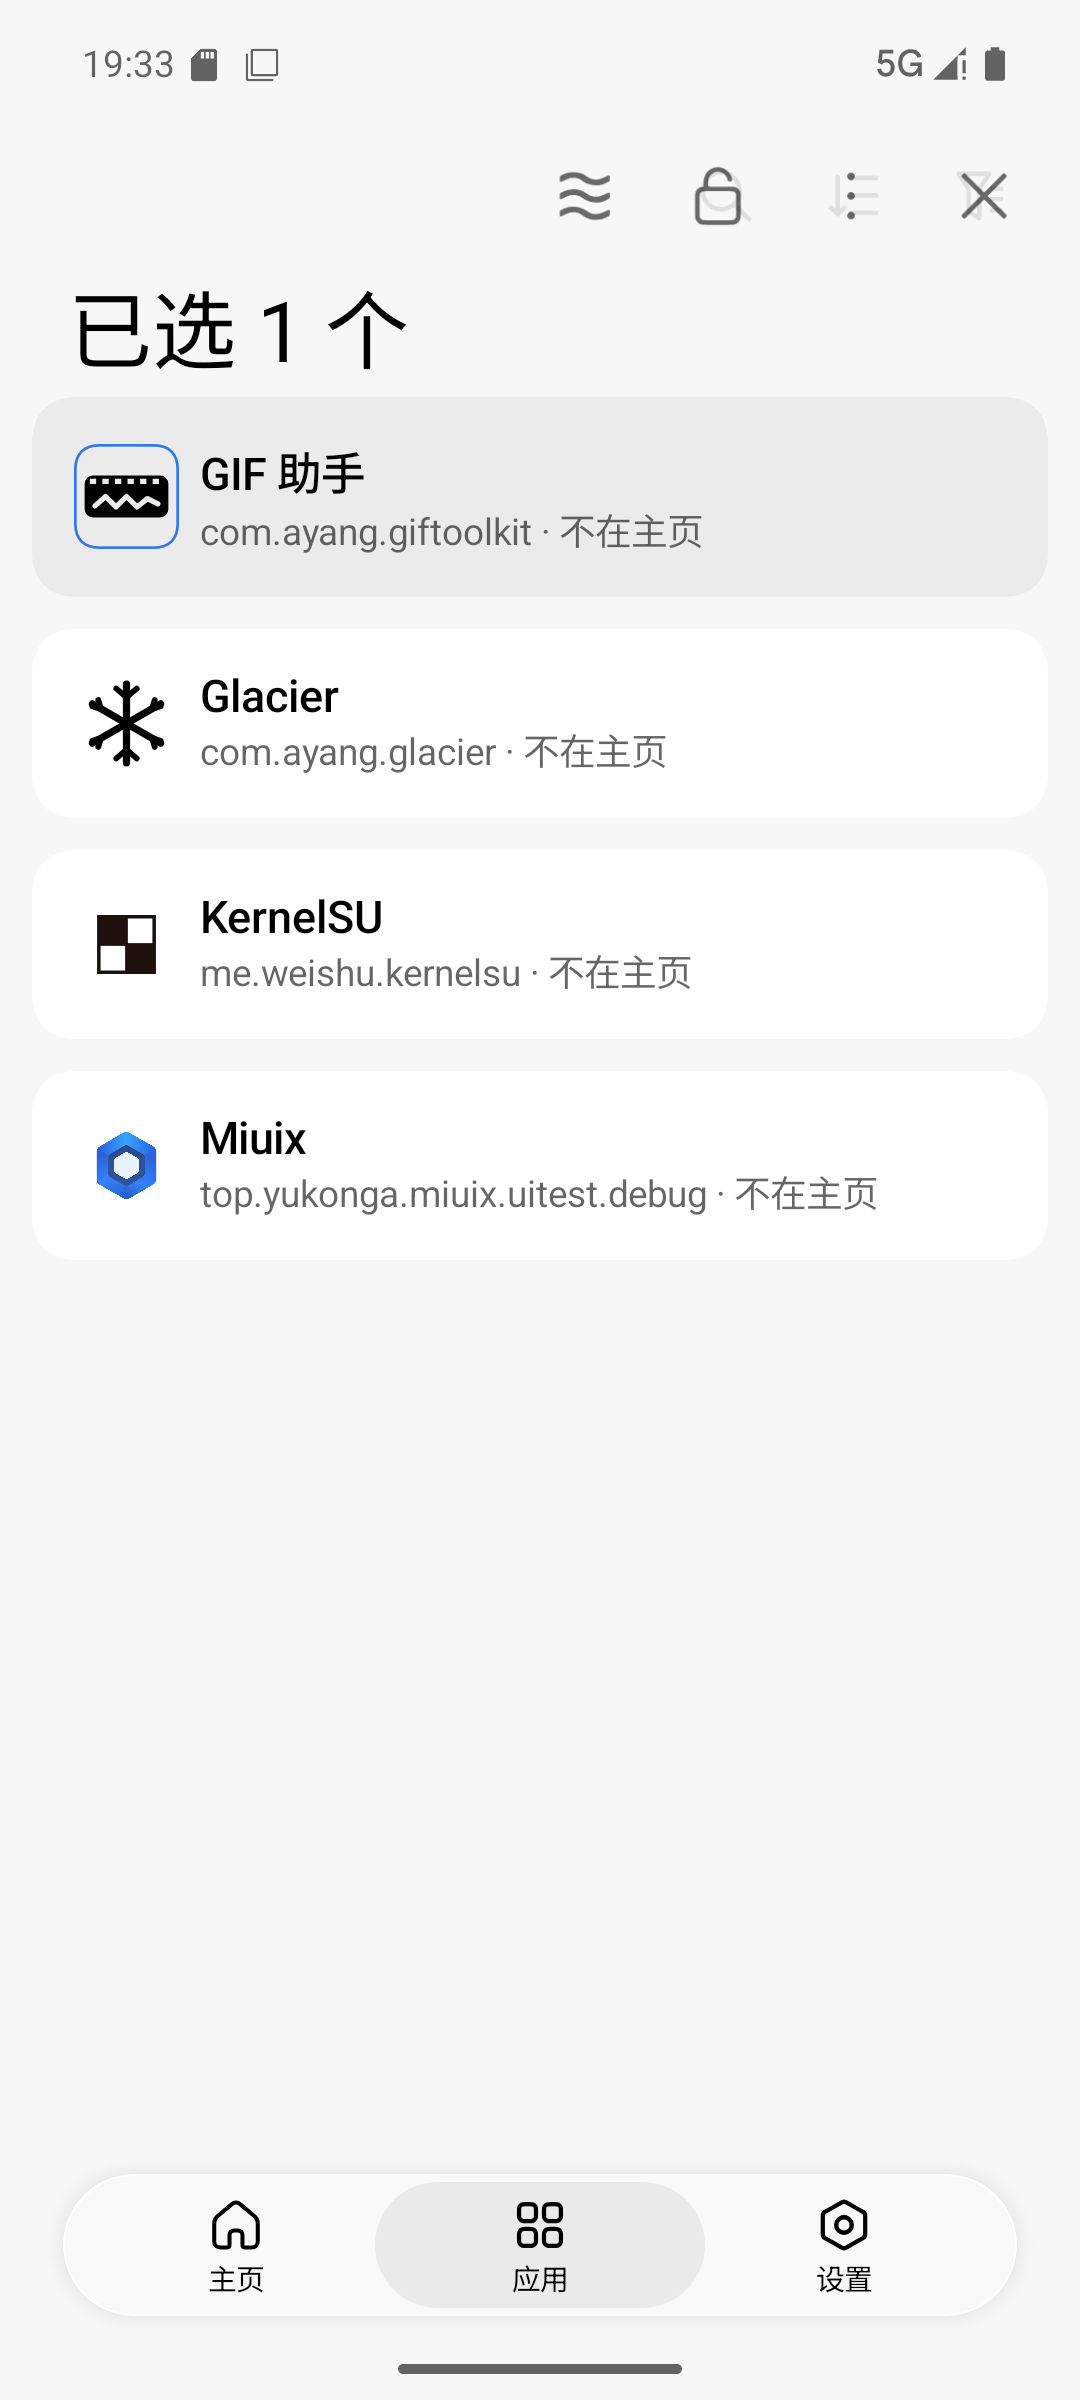 19:33
5G
已选 1 个
GIF 助手
com.ayang.giftoolkit · 不在主页
Glacier
com.ayang.glacier · 不在主页
KernelSU
me.weishu.kernelsu · 不在主页
Miuix
top.yukonga.miuix.uitest.debug · 不在主页
主页
应用
设置